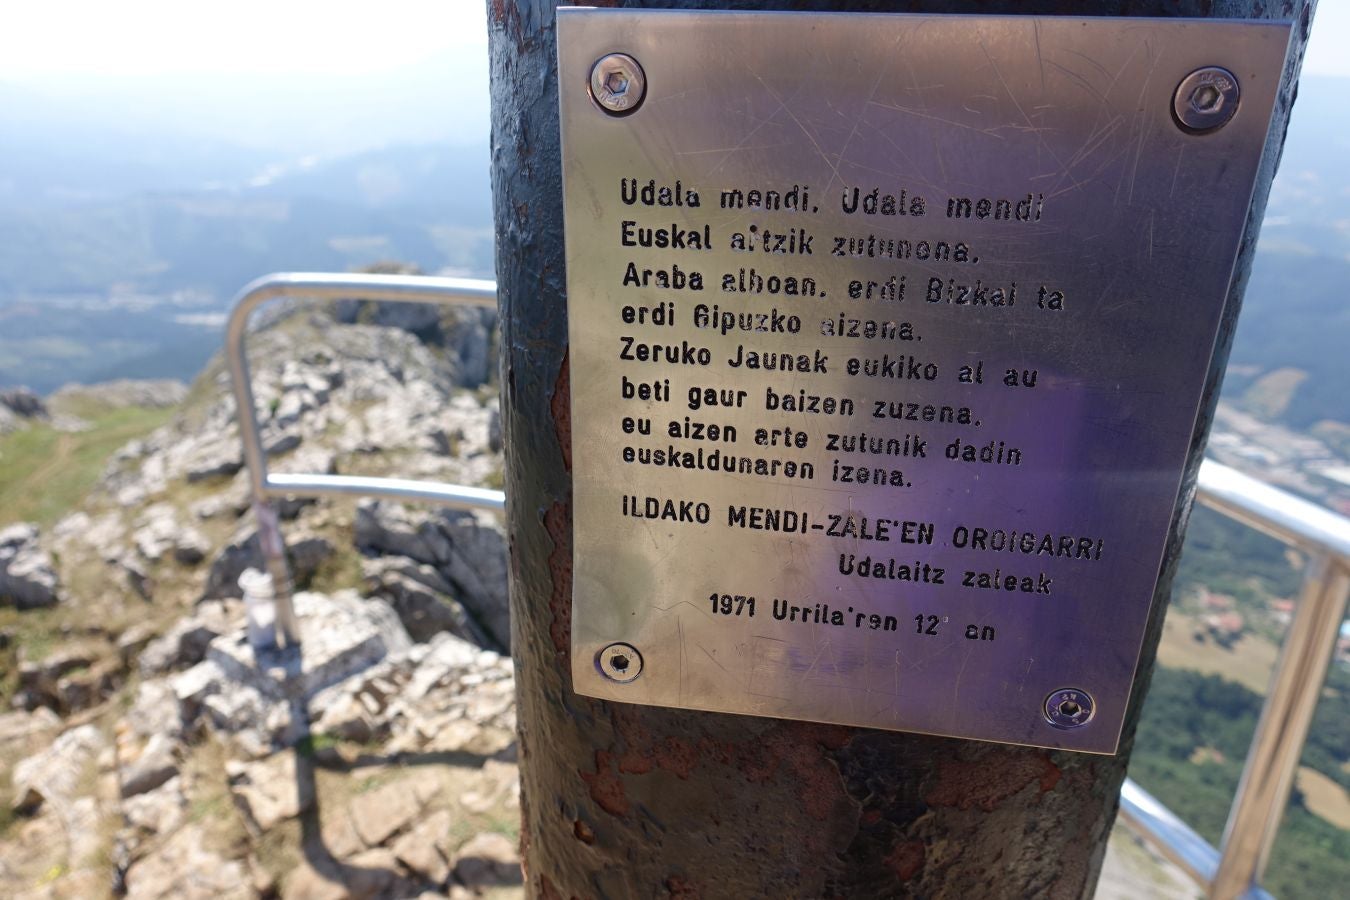 Udala mendi. Udala mendi
Euskal aitzik zutunena.
Araba alboan. erdi Bizkai ta
erdi Gipuzko aizena.
Zeruko Jaunak eukiko al au
beti gaur baizen zuzena.
eu aizen arte zutunik dadin
euskaldunaren izena.
ILDAKO MENDI-ZALE'EN OROIGARRI
Udalaitz zaleak
1971 Urrila'ren 12' an